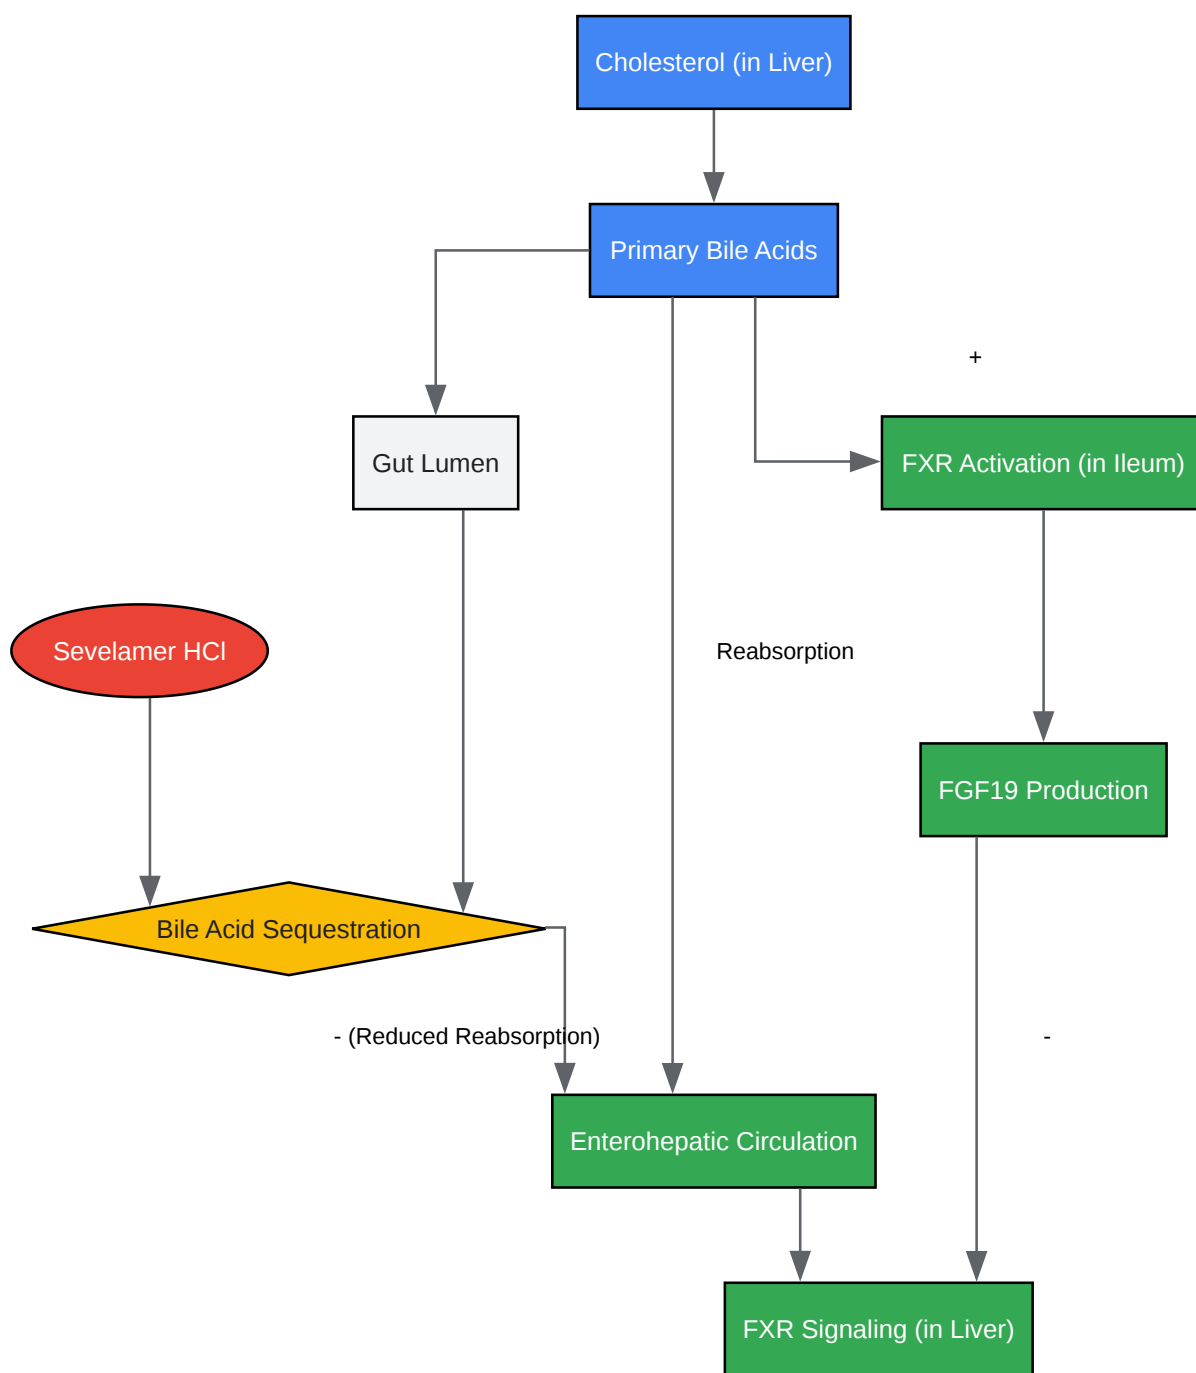 Cholesterol (in Liver)
Primary Bile Acids
+
Gut Lumen
FXR Activation (in Ileum)
Sevelamer HCl
Reabsorption
FGF19 Production
Bile Acid Sequestration
- (Reduced Reabsorption)
-
Enterohepatic Circulation
FXR Signaling (in Liver)